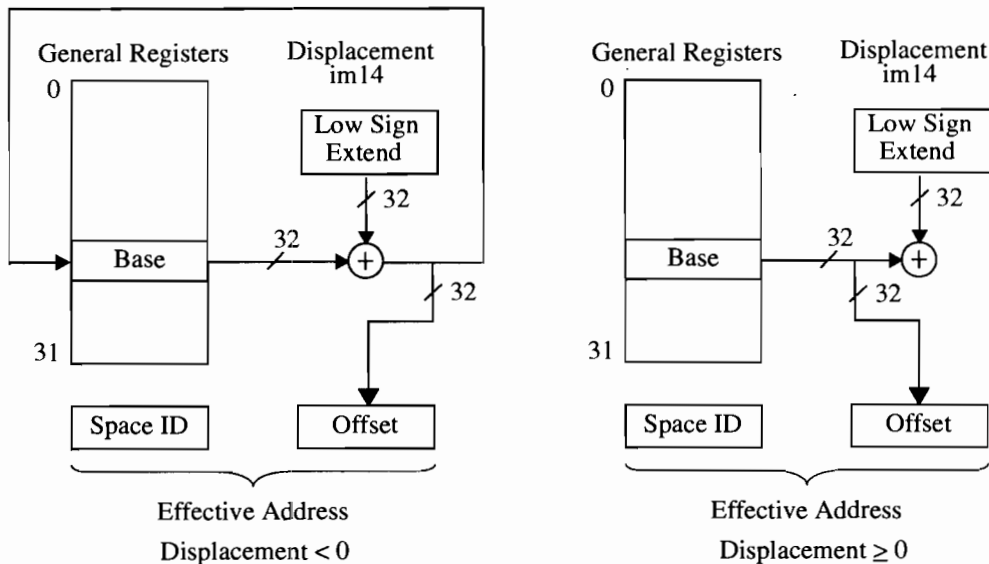 General Registers
Displacement
im14
0
Low Sign
Extend
32
Base
32
+
32
31
Space ID
Offset
Effective Address
Displacement < 0
General Registers
Displacement
im14
0
Low Sign
Extend
32
Base
32
+
32
31
Space ID
Offset
Effective Address
Displacement ≥ 0